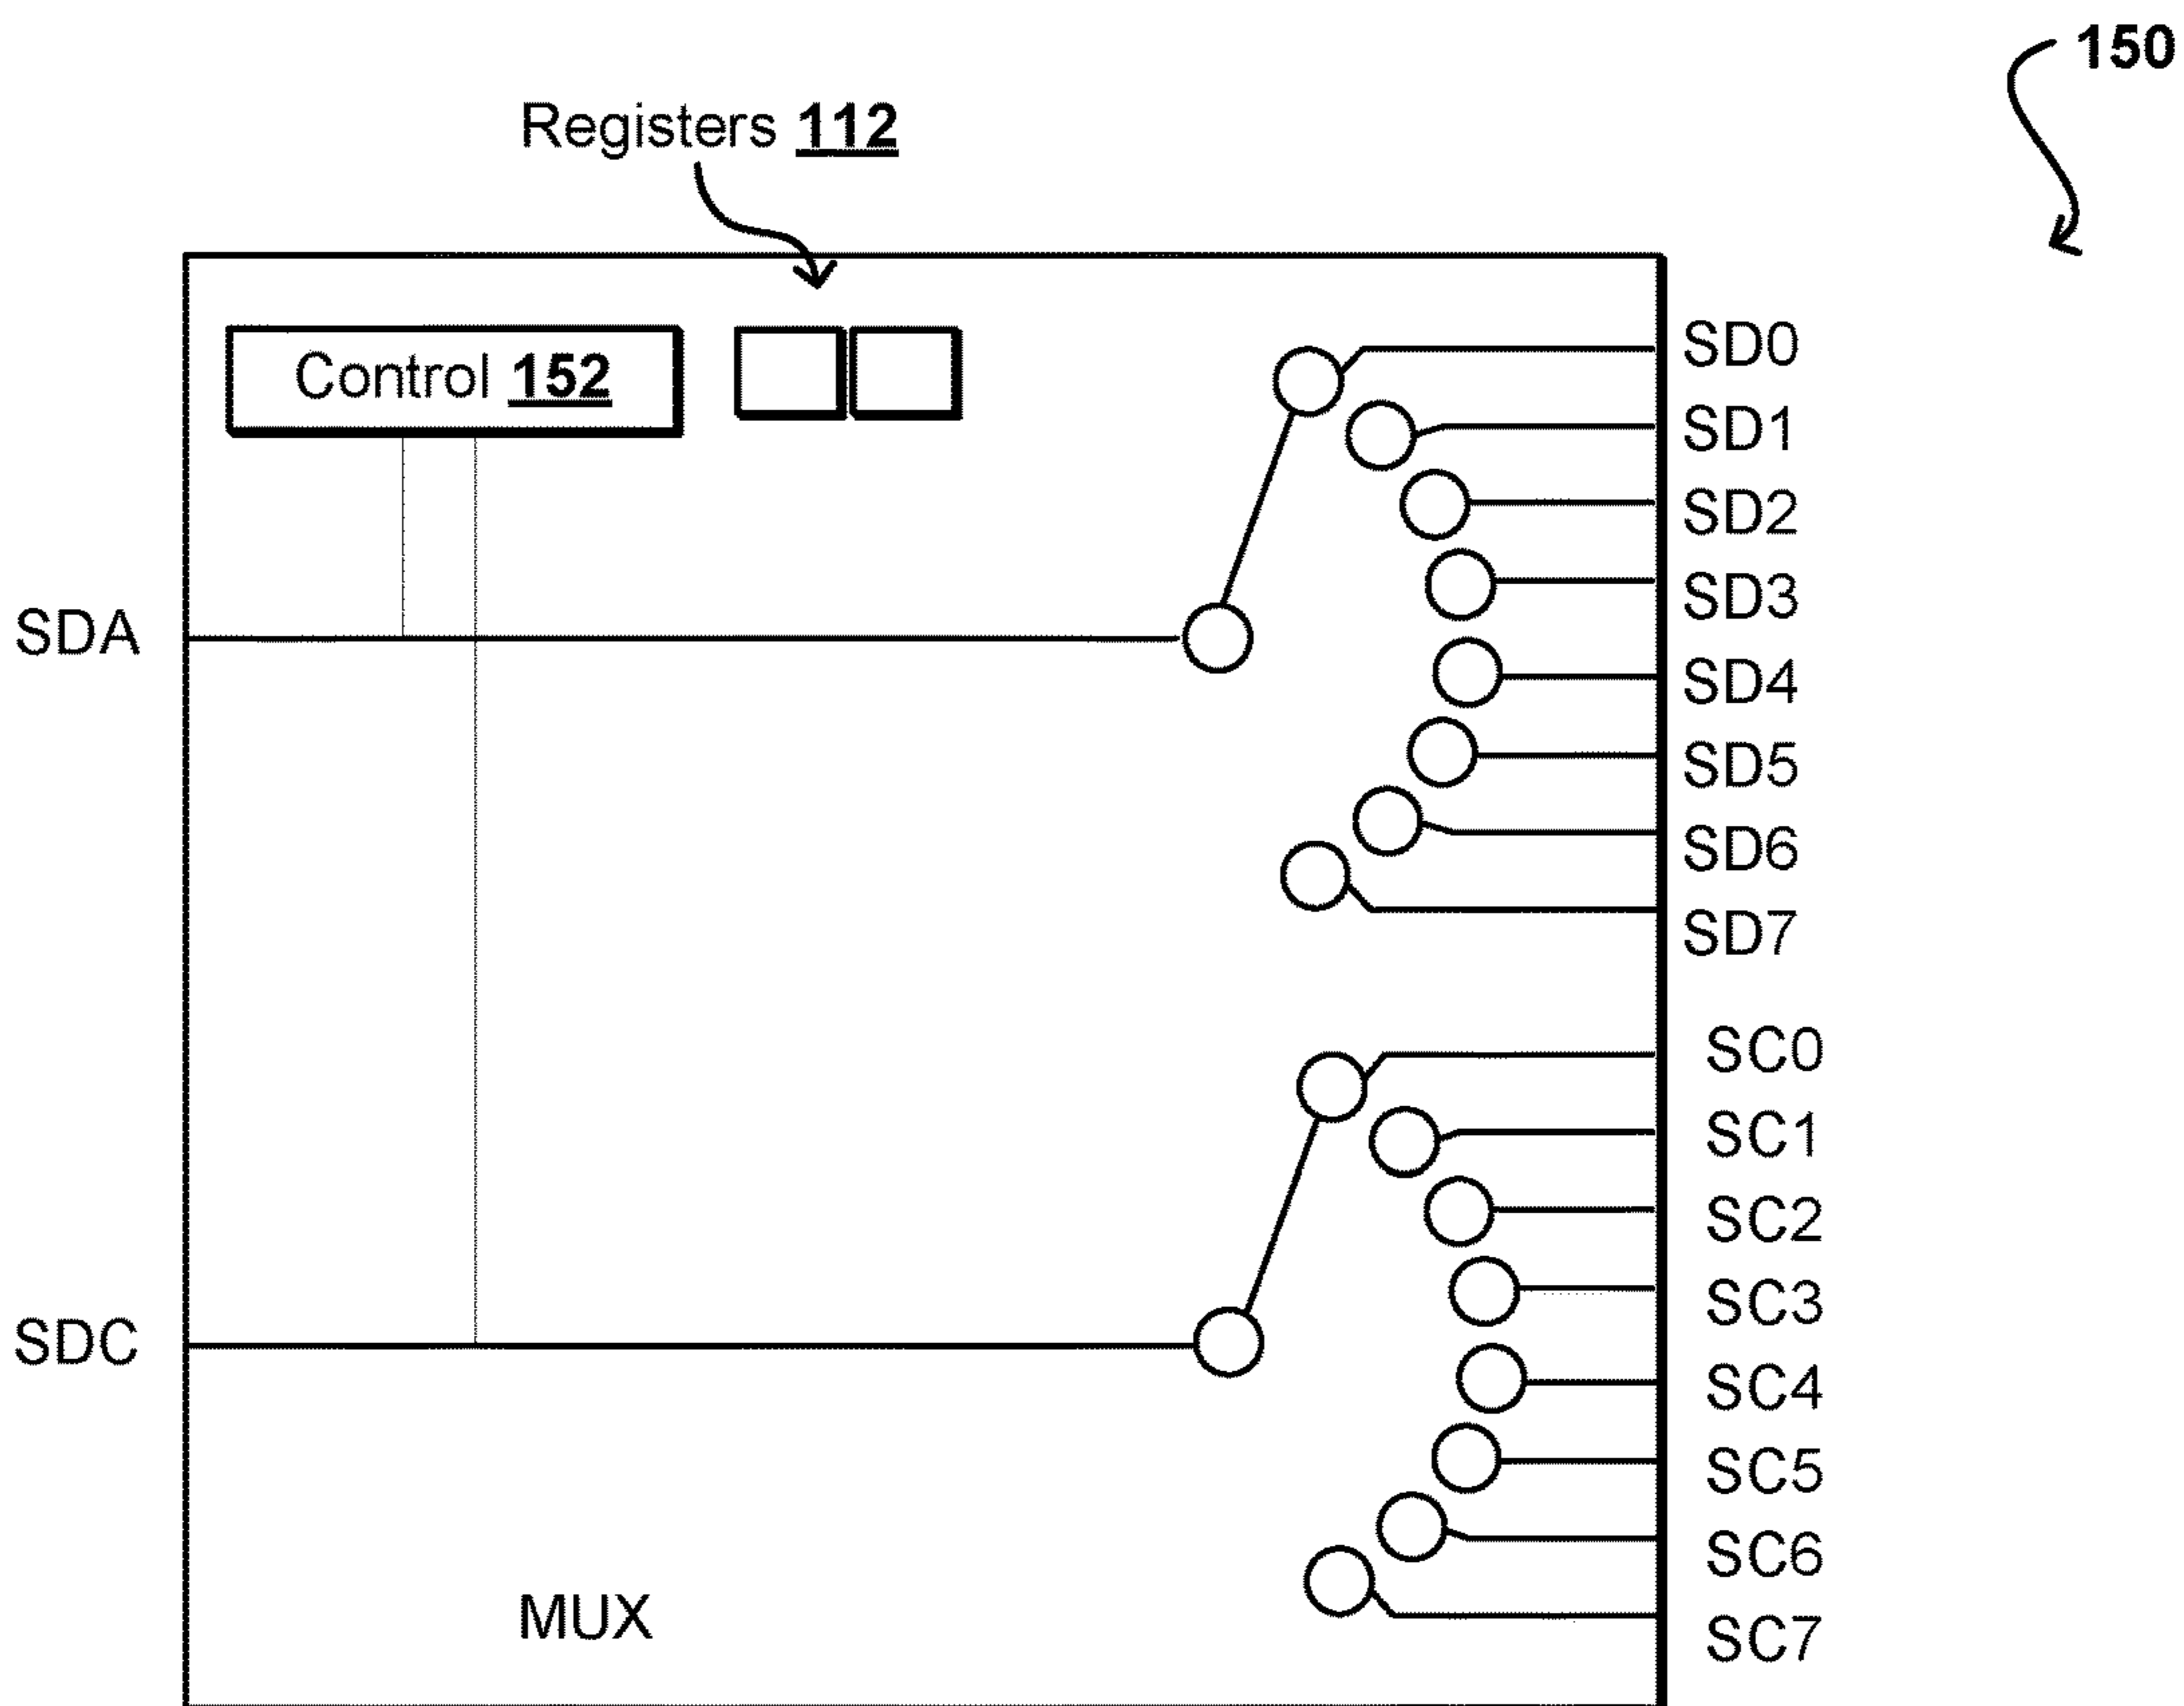 150
Registers 112
Control 152
SD0
SD1
SD2
SD3
SDA
SD4
SD5
SD6
SD7
SC0
SC1
SC2
SC3
SDC
SC4
SC5
SC6
MUX
SC7